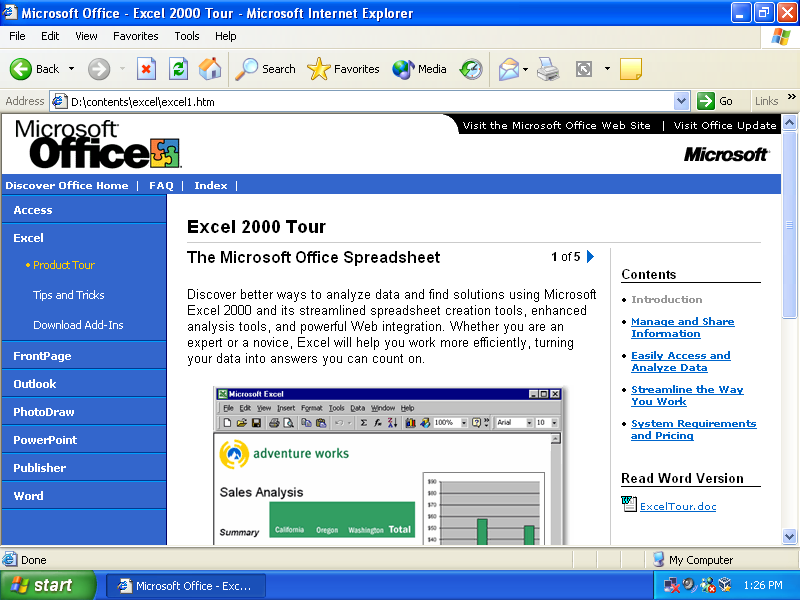 Microsoft Office - Excel 2000 Tour - Microsoft Internet Explorer
File Edit View Favorites Tools Help
Back Search Favorites Media
Address D:\contents\excel\excel1.htm Go Links »
Microsoft Office
Visit the Microsoft Office Web Site | Visit Office Update
Microsoft
Discover Office Home | FAQ | Index |
Access
Excel
• Product Tour
Tips and Tricks
Download Add-Ins
FrontPage
Outlook
PhotoDraw
PowerPoint
Publisher
Word
Excel 2000 Tour
The Microsoft Office Spreadsheet 1 of 5
Discover better ways to analyze data and find solutions using Microsoft
Excel 2000 and its streamlined spreadsheet creation tools, enhanced
analysis tools, and powerful Web integration. Whether you are an
expert or a novice, Excel will help you work more efficiently, turning
your data into answers you can count on.
Microsoft Excel
File Edit View Insert Format Tools Data Window Help
100% Arial 10
adventure works
Sales Analysis
Summary California Oregon Washington Total
$90
$80
$70
$60
$50
$40
Contents
• Introduction
• Manage and Share
Information
• Easily Access and
Analyze Data
• Streamline the Way
You Work
• System Requirements
and Pricing
Read Word Version
ExcelTour.doc
Done My Computer
start Microsoft Office - Exc... 1:26 PM